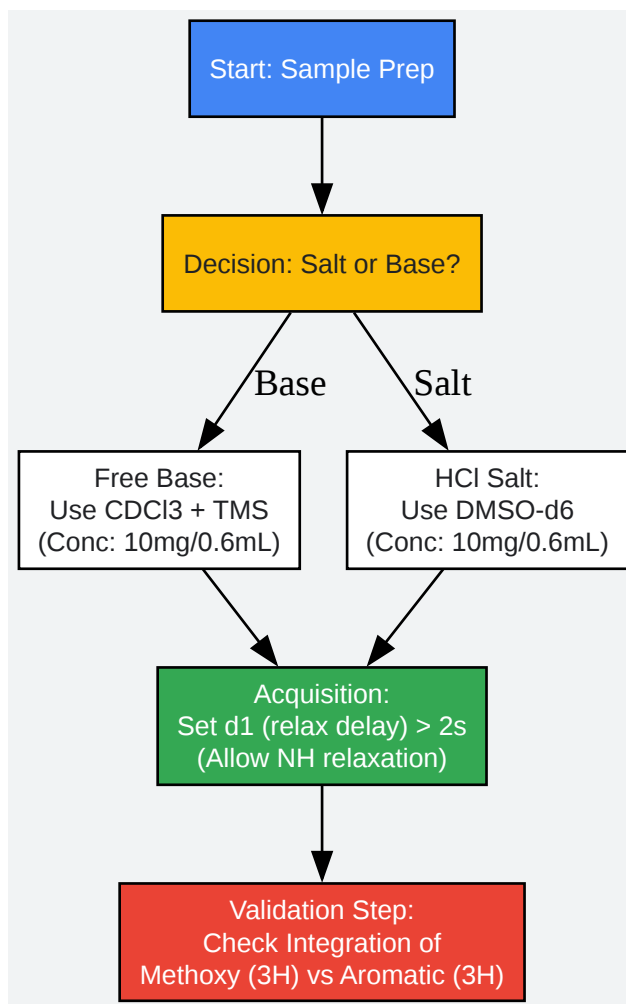 Start: Sample Prep
Decision: Salt or Base?
Base
Salt
Free Base:
Use CDCl3 + TMS
(Conc: 10mg/0.6mL)
HCl Salt:
Use DMSO-d6
(Conc: 10mg/0.6mL)
Acquisition:
Set d1 (relax delay) > 2s
(Allow NH relaxation)
Validation Step:
Check Integration of
Methoxy (3H) vs Aromatic (3H)